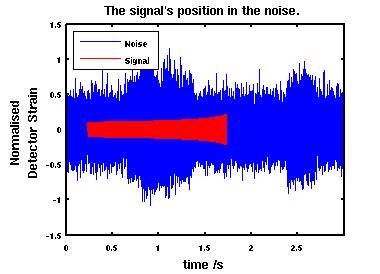 The signal's position in the noise.
1.5
1
0.5
0
-0.5
-1
-1.5
Noise
Signal
Normalised
Detector Strain
0 0.5 1 1.5 2 2.5
time /s